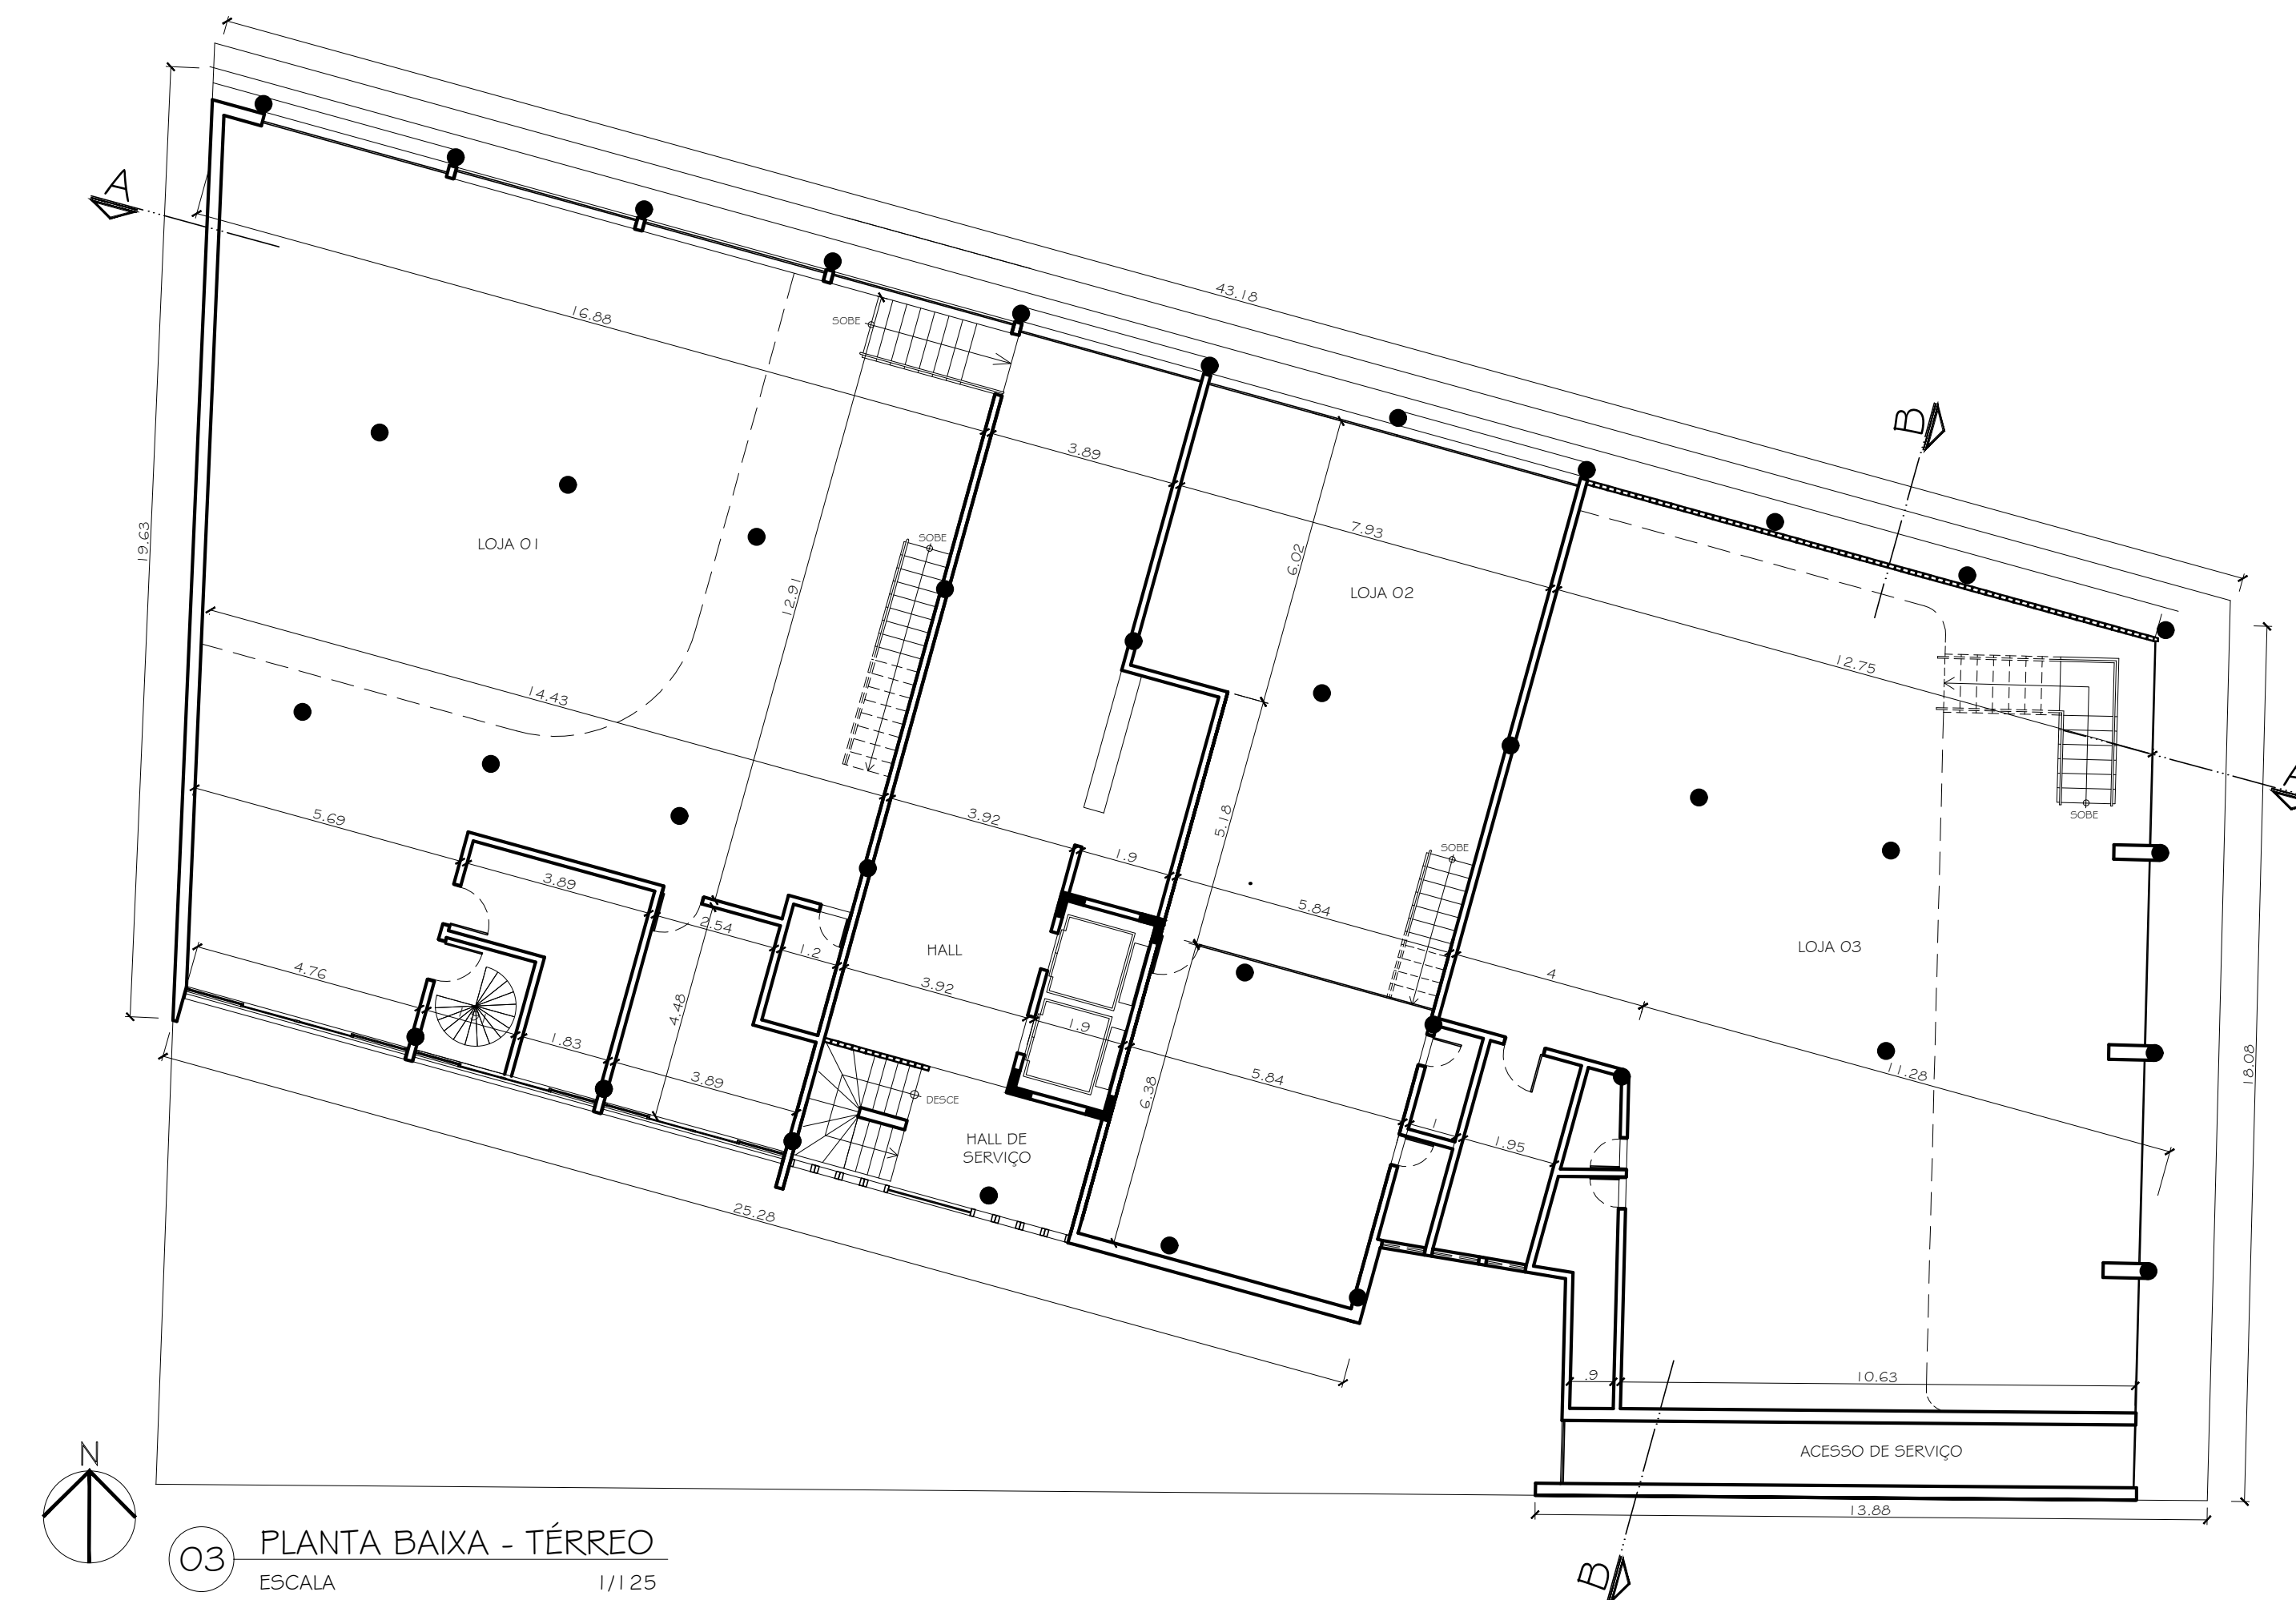 A
43.18
16.88
SOBE
B
3.89
7.93
19.63
SOBE
LOJA 01
6.02
LOJA 02
12.91
12.75
14.43
A
SOBE
5.69
3.92
5.18
1.9
SOBE
3.89
5.84
2.54
1.2
HALL
LOJA 03
4.76
3.92
4
4.48
1.9
1.83
3.89
5.84
6.38
11.28
18.08
DESCE
1
1.95
HALL DE
SERVIÇO
25.28
.9
10.63
N
ACESSO DE SERVIÇO
13.88
03
PLANTA BAIXA - TÉRREO
ESCALA
1/125
B